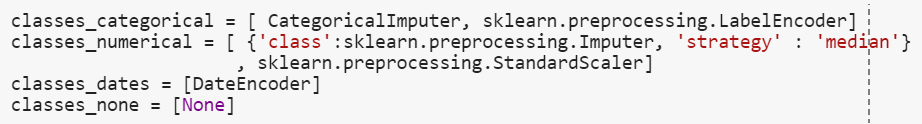 classes_categorical = [ CategoricalImputer, sklearn.preprocessing.LabelEncoder]
classes_numerical = [ {'class':sklearn.preprocessing.Imputer, 'strategy' : 'median'}
, sklearn.preprocessing.StandardScaler]
classes_dates = [DateEncoder]
classes_none = [None]